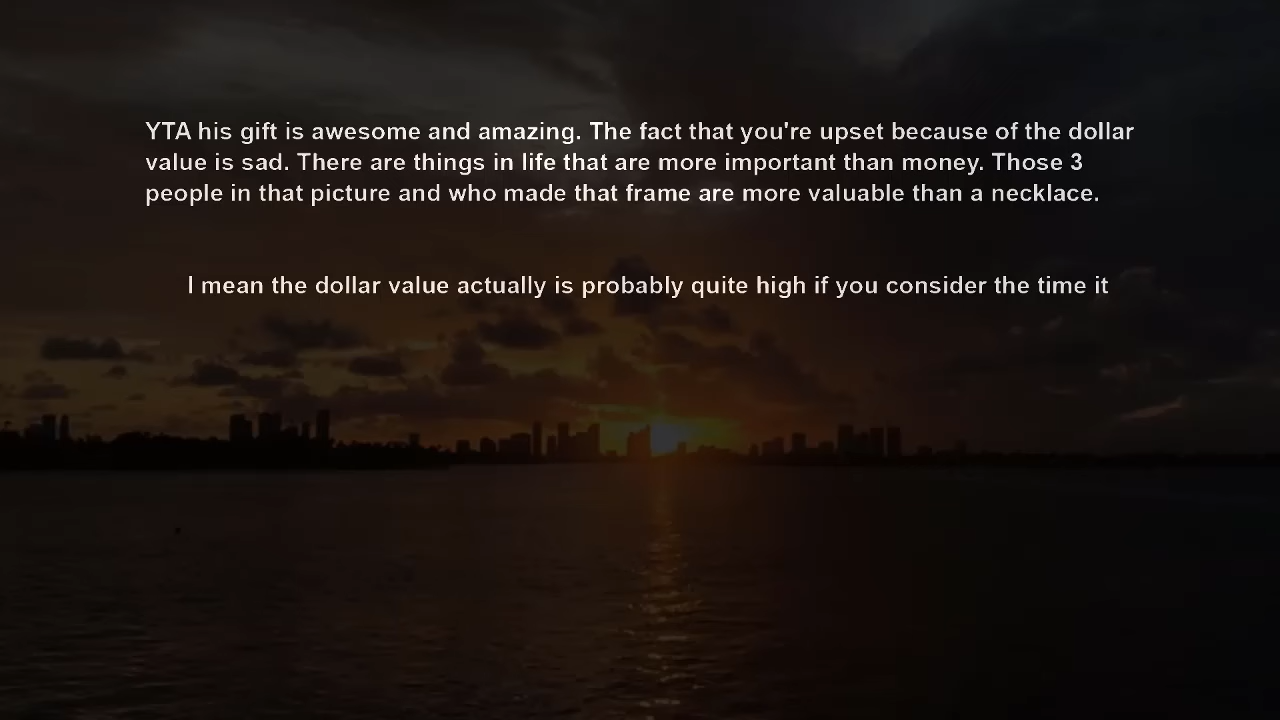 YTA his gift is awesome and amazing. The fact that you're upset because of the dollar
value is sad. There are things in life that are more important than money. Those 3
people in that picture and who made that frame are more valuable than a necklace.
I mean the dollar value actually is probably quite high if you consider the time it